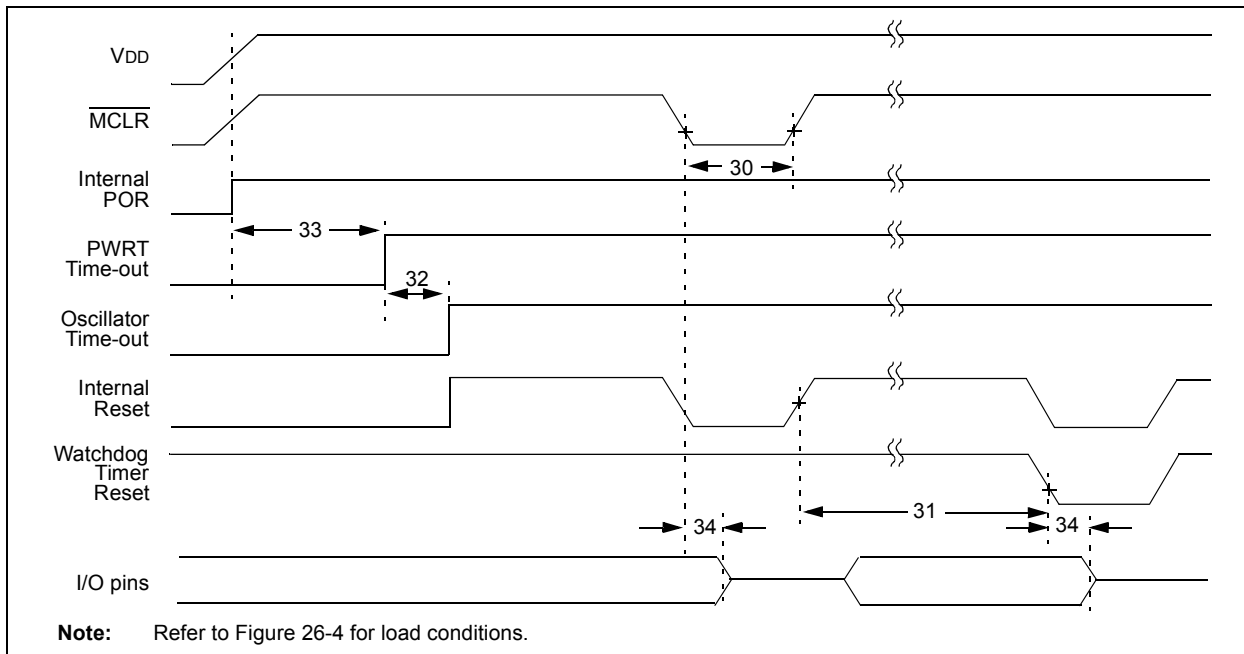 VDD
MCLR
30
Internal
POR
33
PWRT
Time-out
32
Oscillator
Time-out
Internal
Reset
Watchdog
Timer
Reset
31
34
34
I/O pins
Note: Refer to Figure 26-4 for load conditions.